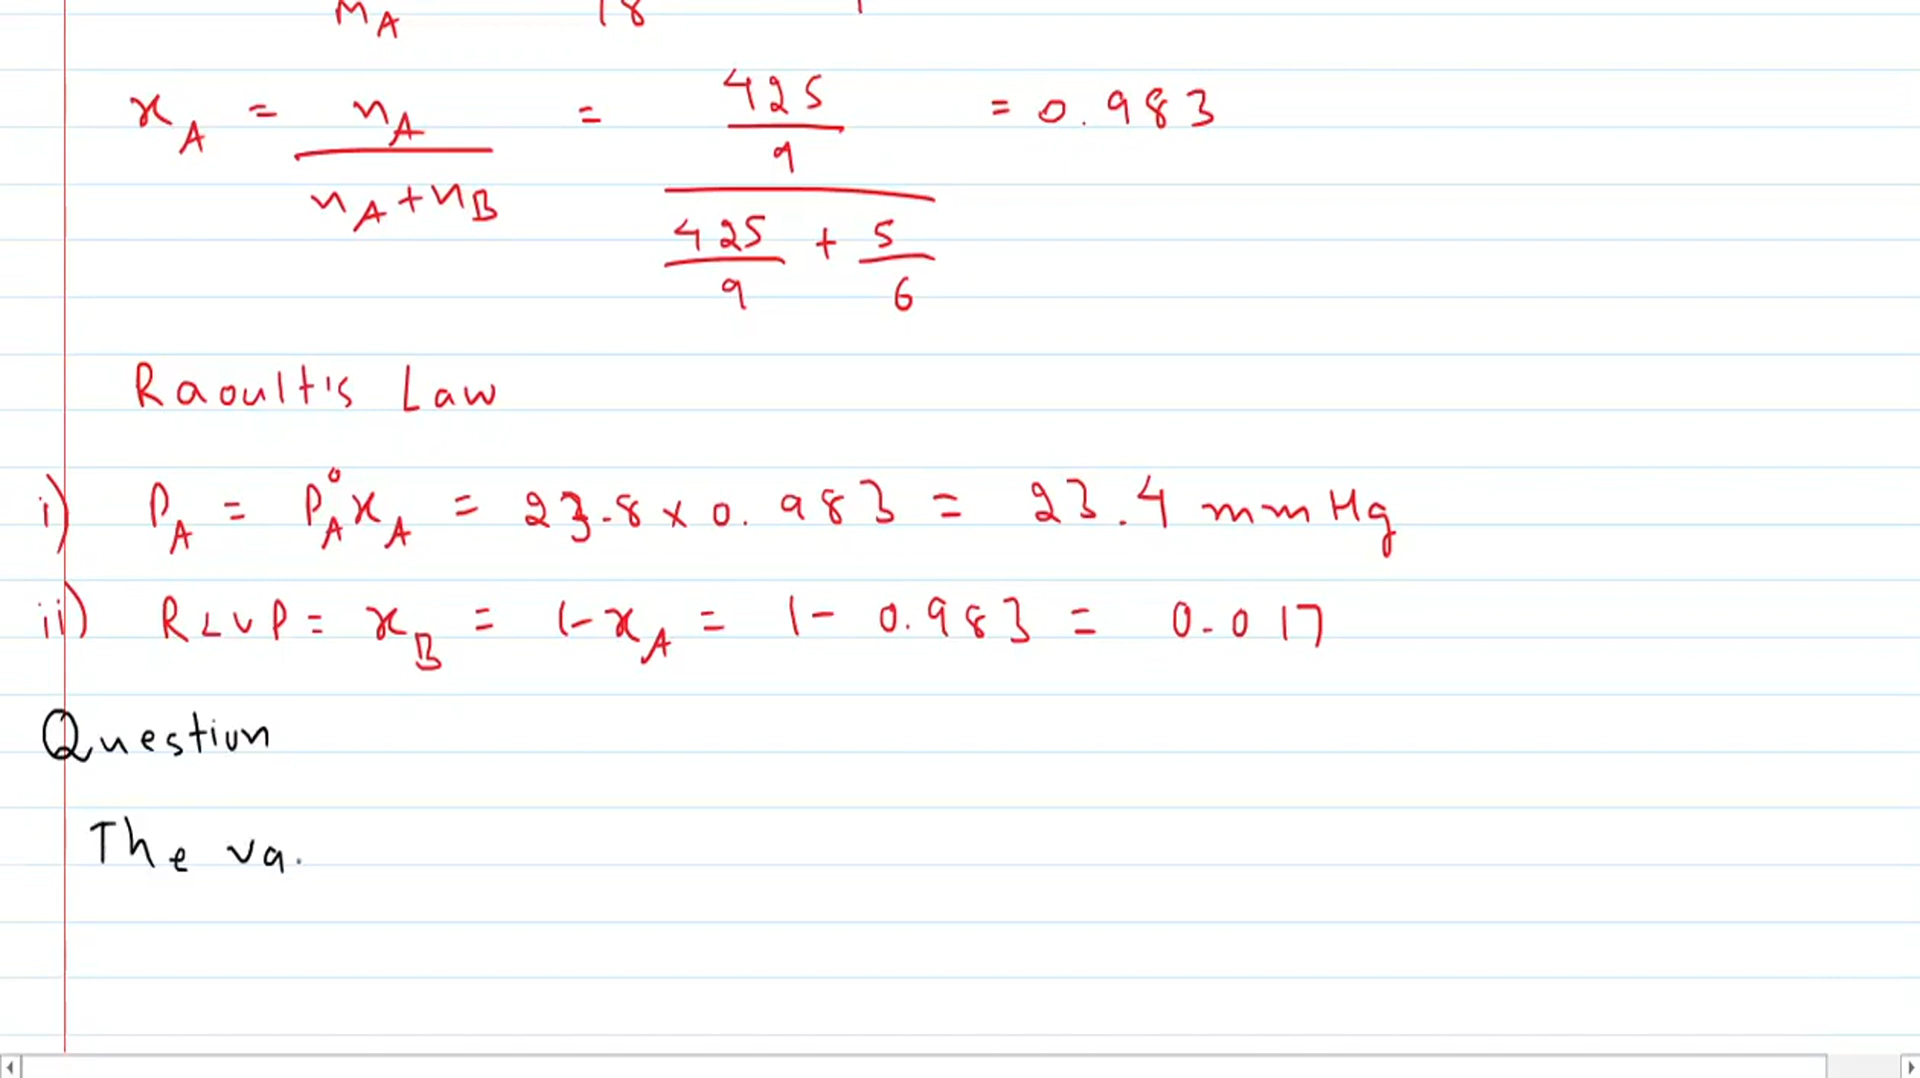 M_A 18
x_A = n_A / (n_A + n_B) = (425/9) / (425/9 + 5/6) = 0.983
Raoult's Law
i) P_A = P°_A x_A = 23.8 x 0.983 = 23.4 mm Hg
ii) RLVP = x_B = 1 - x_A = 1 - 0.983 = 0.017
Question
The va.